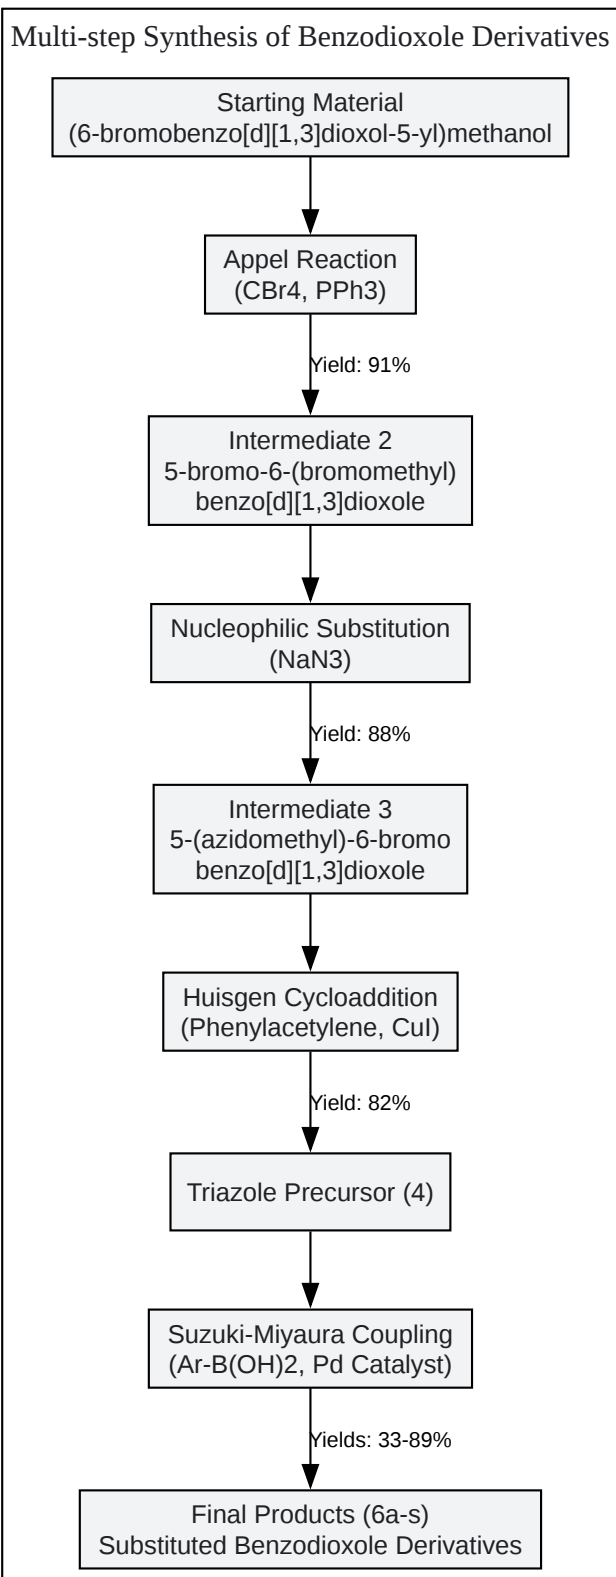 Multi-step Synthesis of Benzodioxole Derivatives
Starting Material
(6-bromobenzo[d][1,3]dioxol-5-yl)methanol
Appel Reaction
(CBr4, PPh3)
Yield: 91%
Intermediate 2
5-bromo-6-(bromomethyl)
benzo[d][1,3]dioxole
Nucleophilic Substitution
(NaN3)
Yield: 88%
Intermediate 3
5-(azidomethyl)-6-bromo
benzo[d][1,3]dioxole
Huisgen Cycloaddition
(Phenylacetylene, CuI)
Yield: 82%
Triazole Precursor (4)
Suzuki-Miyaura Coupling
(Ar-B(OH)2, Pd Catalyst)
Yields: 33-89%
Final Products (6a-s)
Substituted Benzodioxole Derivatives